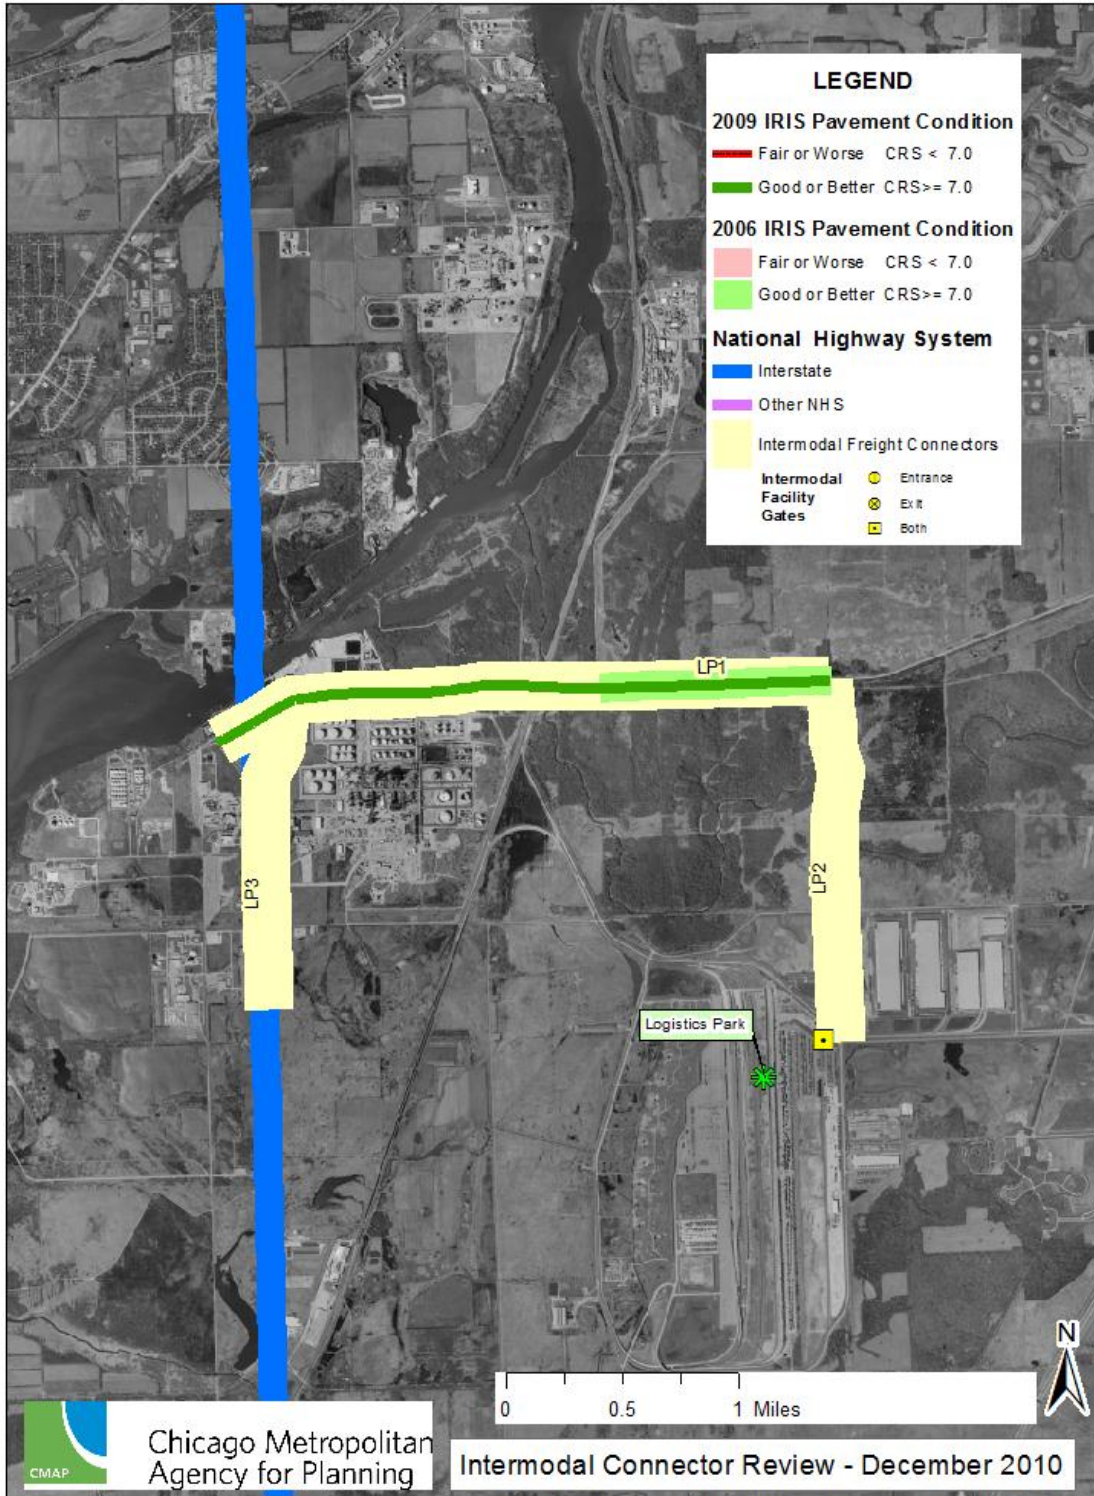 LEGEND
2009 IRIS Pavement Condition
Fair or Worse CRS < 7.0
Good or Better CRS>= 7.0
2006 IRIS Pavement Condition
Fair or Worse CRS < 7.0
Good or Better CRS>= 7.0
National Highway System
Interstate
Other NHS
Intermodal Freight Connectors
Intermodal
Facility
Gates
Entrance
Exit
Both
LP1
LP2
LP3
Logistics Park
N
0 0.5 1 Miles
CMAP
Chicago Metropolitan
Agency for Planning
Intermodal Connector Review - December 2010